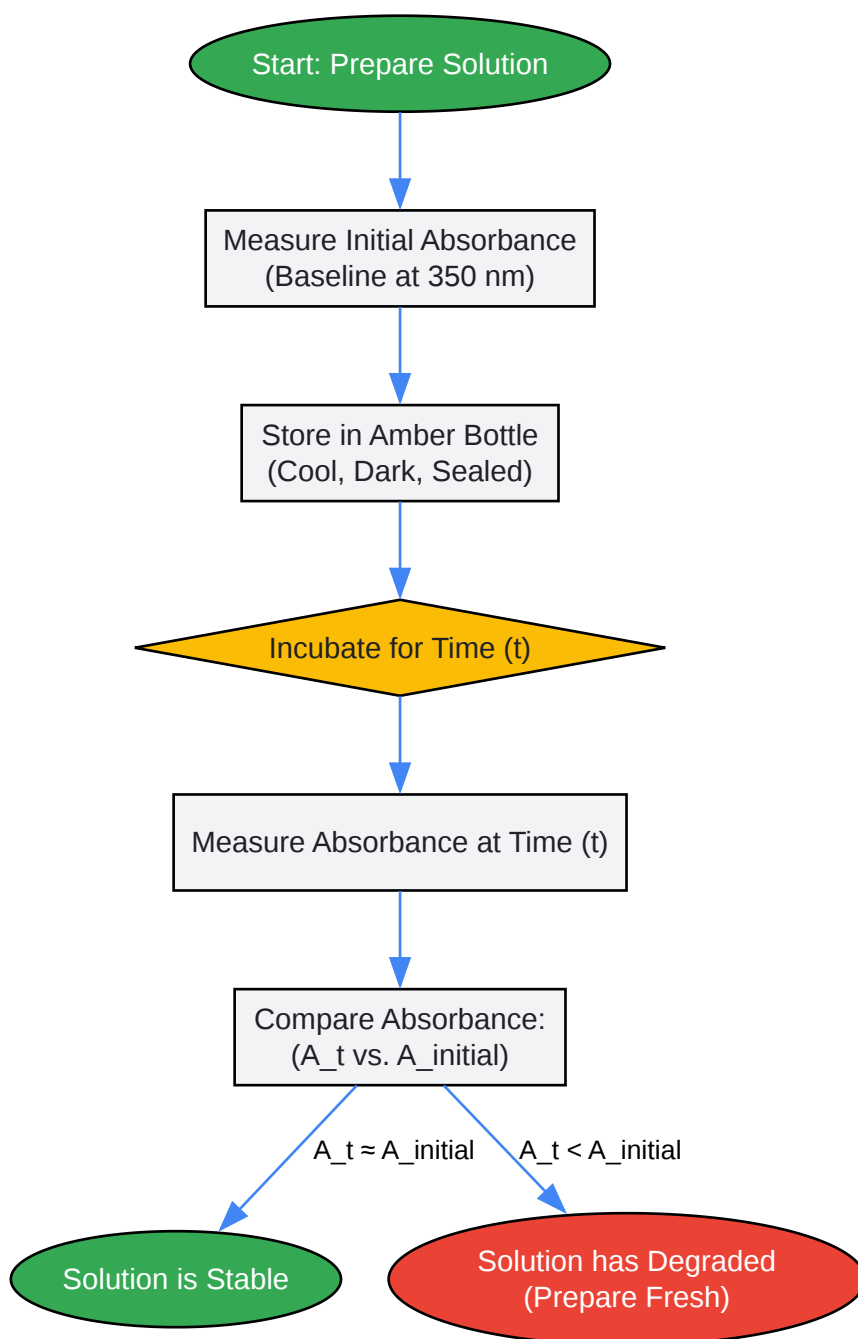 Start: Prepare Solution
Measure Initial Absorbance
(Baseline at 350 nm)
Store in Amber Bottle
(Cool, Dark, Sealed)
Incubate for Time (t)
Measure Absorbance at Time (t)
Compare Absorbance:
(A_t vs. A_initial)
A_t ≈ A_initial
A_t < A_initial
Solution is Stable
Solution has Degraded
(Prepare Fresh)